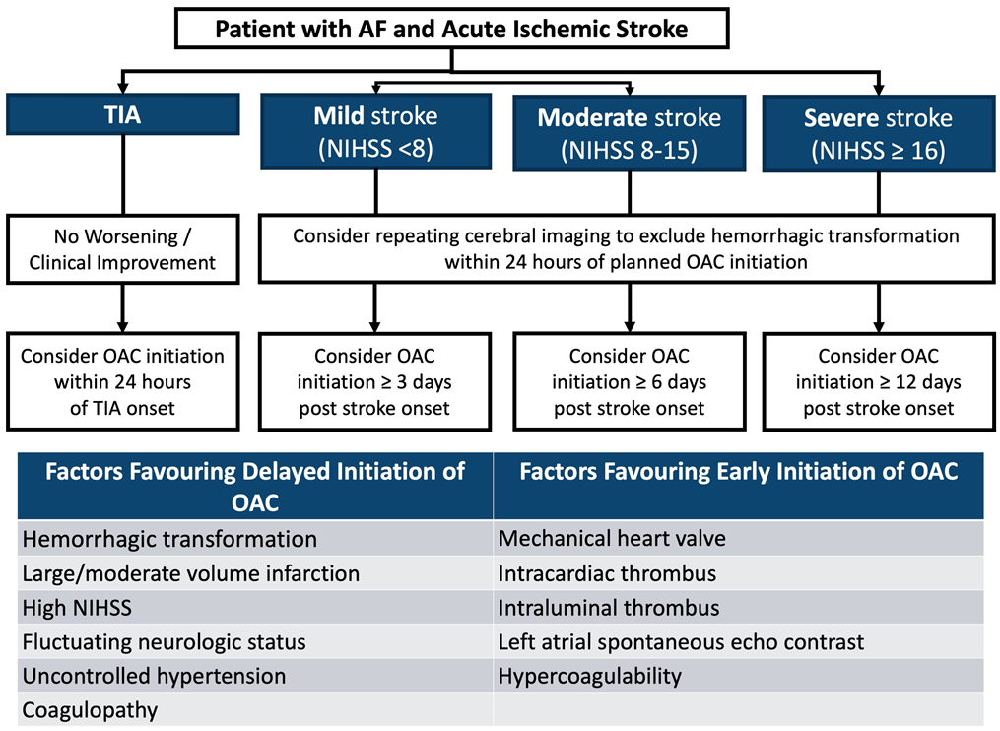 Patient with AF and Acute Ischemic Stroke
TIA
Mild stroke
(NIHSS <8)
Moderate stroke
(NIHSS 8-15)
Severe stroke
(NIHSS ≥ 16)
No Worsening /
Clinical Improvement
Consider repeating cerebral imaging to exclude hemorrhagic transformation
within 24 hours of planned OAC initiation
Consider OAC initiation
within 24 hours
of TIA onset
Consider OAC
initiation ≥ 3 days
post stroke onset
Consider OAC
initiation ≥ 6 days
post stroke onset
Consider OAC
initiation ≥ 12 days
post stroke onset
Factors Favouring Delayed Initiation of
OAC
Factors Favouring Early Initiation of OAC
Hemorrhagic transformation
Mechanical heart valve
Large/moderate volume infarction
Intracardiac thrombus
High NIHSS
Intraluminal thrombus
Fluctuating neurologic status
Left atrial spontaneous echo contrast
Uncontrolled hypertension
Hypercoagulability
Coagulopathy